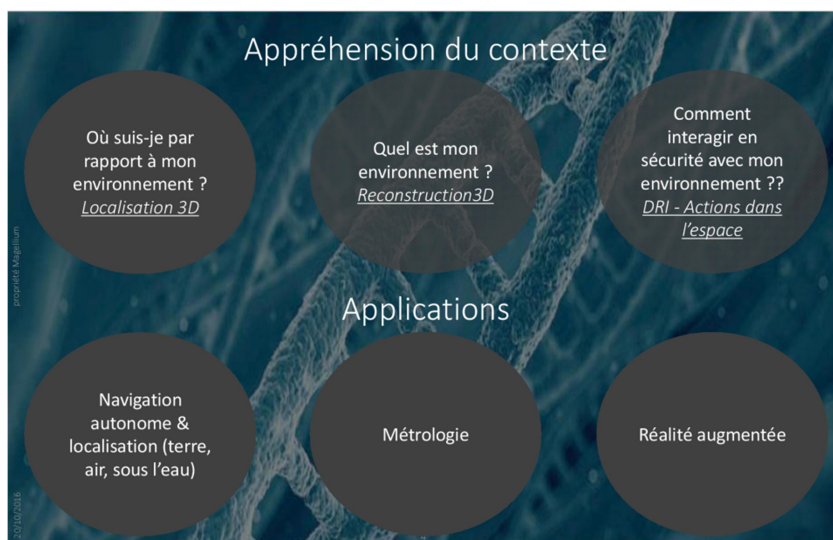 Appréhension du contexte
Où suis-je par
rapport à mon
environnement ?
Localisation 3D
Quel est mon
environnement ?
Reconstruction3D
Comment
interagir en
sécurité avec mon
environnement ??
DRI - Actions dans
l'espace
propriété Magellium
Applications
Navigation
autonome &
localisation (terre,
air, sous l'eau)
Métrologie
Réalité augmentée
20/10/2016